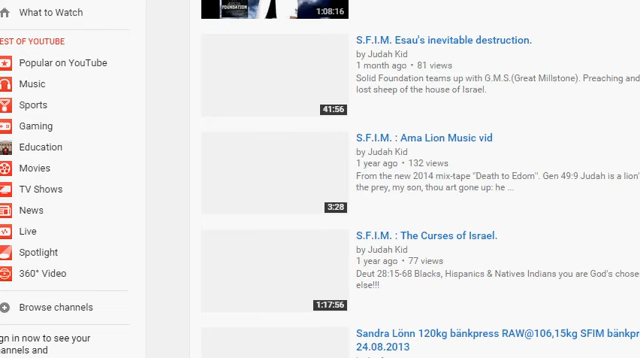 What to Watch
EST OF YOUTUBE
Popular on YouTube
Music
Sports
Gaming
Education
Movies
TV Shows
News
Live
Spotlight
360° Video
Browse channels
gn in now to see your
annels and
FOUNDATION
1:08:16
S.F.I.M. Esau's inevitable destruction.
by Judah Kid
1 month ago • 81 views
Solid Foundation teams up with G.M.S.(Great Millstone). Preaching and
lost sheep of the house of Israel.
41:56
S.F.I.M. : Ama Lion Music vid
by Judah Kid
1 year ago • 132 views
From the new 2014 mix-tape "Death to Edom". Gen 49:9 Judah is a lion'
the prey, my son, thou art gone up: he ...
3:28
S.F.I.M. : The Curses of Israel.
by Judah Kid
1 year ago • 77 views
Deut 28:15-68 Blacks, Hispanics & Natives Indians you are God's chose
else!!!
1:17:56
Sandra Lönn 120kg bänkpress RAW@106,15kg SFIM bänkpr
24.08.2013